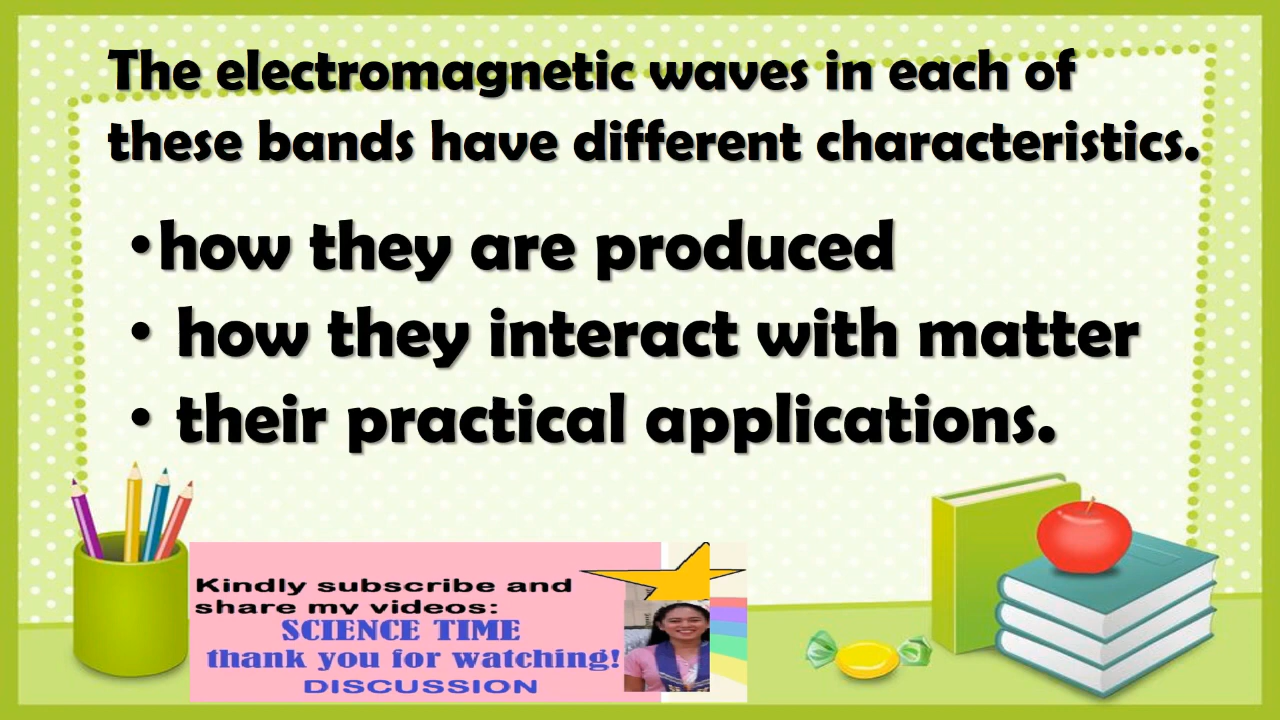 The electromagnetic waves in each of
these bands have different characteristics.
•how they are produced
• how they interact with matter
• their practical applications.
Kindly subscribe and
share my videos:
SCIENCE TIME
thank you for watching!
DISCUSSION